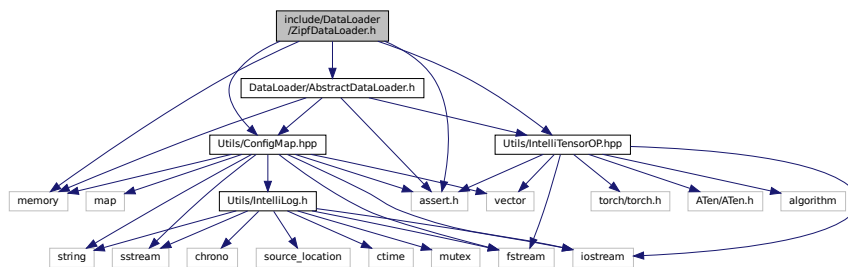 include/DataLoader
/ZipfDataLoader.h
DataLoader/AbstractDataLoader.h
Utils/ConfigMap.hpp
Utils/IntelliTensorOP.hpp
memory
map
Utils/IntelliLog.h
assert.h
vector
torch/torch.h
ATen/ATen.h
algorithm
string
sstream
chrono
source_location
ctime
mutex
fstream
iostream